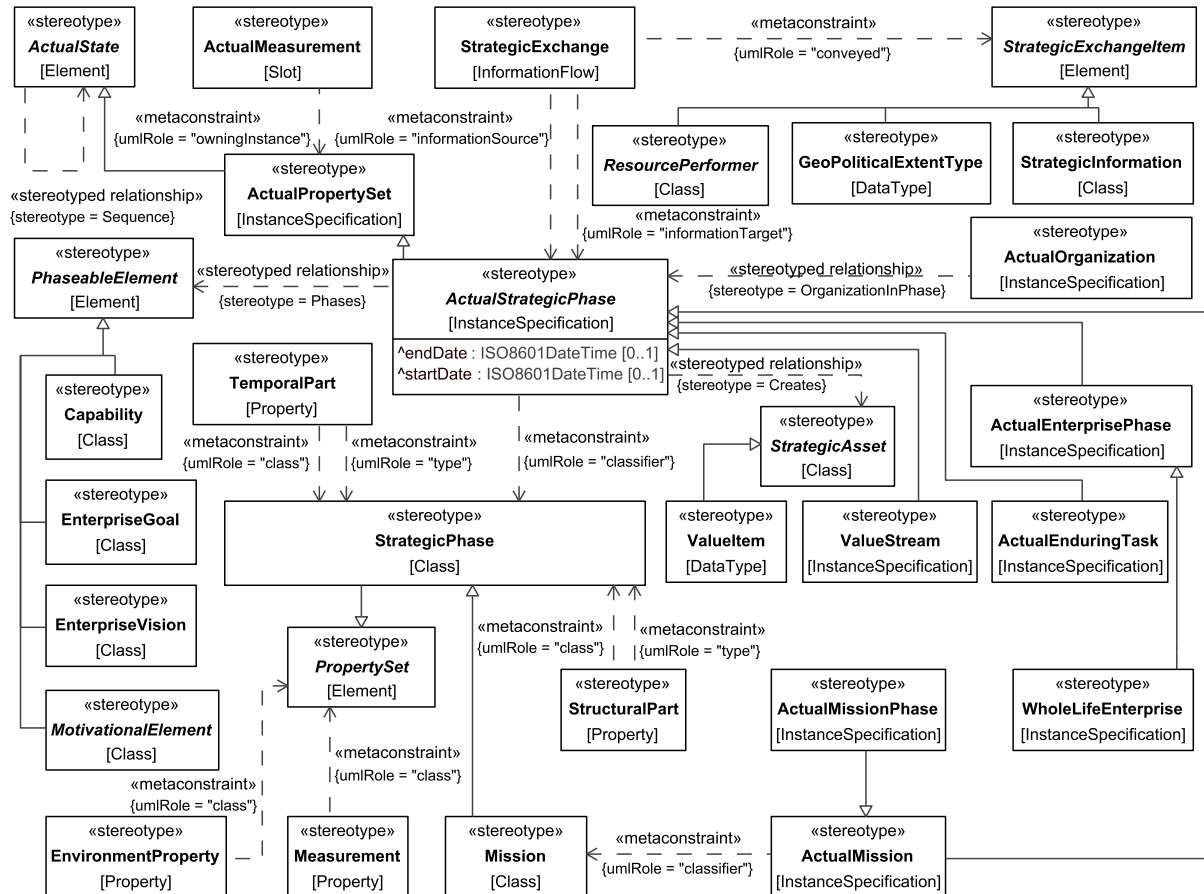 «stereotype»
ActualState
[Element]
«stereotype»
ActualMeasurement
[Slot]
«stereotype»
StrategicExchange
[InformationFlow]
«metaconstraint»
{umlRole = "conveyed"}
«stereotype»
StrategicExchangeItem
[Element]
«metaconstraint»
{umlRole = "owningInstance"}
«metaconstraint»
{umlRole = "informationSource"}
«stereotype»
ResourcePerformer
[Class]
«stereotype»
GeoPoliticalExtentType
[DataType]
«stereotype»
StrategicInformation
[Class]
«stereotyped relationship»
{stereotype = Sequence}
«stereotype»
ActualPropertySet
[InstanceSpecification]
«metaconstraint»
{umlRole = "informationTarget"}
«stereotype»
PhaseableElement
[Element]
«stereotyped relationship»
{stereotype = Phases}
«stereotype»
ActualStrategicPhase
[InstanceSpecification]
^endDate : ISO8601DateTime [0..1]
^startDate : ISO8601DateTime [0..1]
«stereotyped relationship»
{stereotype = OrganizationInPhase}
«stereotype»
ActualOrganization
[InstanceSpecification]
«stereotype»
TemporalPart
[Property]
«stereotyped relationship»
{stereotype = Creates}
«stereotype»
Capability
[Class]
«metaconstraint»
{umlRole = "class"}
«metaconstraint»
{umlRole = "type"}
«metaconstraint»
{umlRole = "classifier"}
«stereotype»
StrategicAsset
[Class]
«stereotype»
ActualEnterprisePhase
[InstanceSpecification]
«stereotype»
EnterpriseGoal
[Class]
«stereotype»
StrategicPhase
[Class]
«stereotype»
ValueItem
[DataType]
«stereotype»
ValueStream
[InstanceSpecification]
«stereotype»
ActualEnduringTask
[InstanceSpecification]
«stereotype»
EnterpriseVision
[Class]
«stereotype»
PropertySet
[Element]
«metaconstraint»
{umlRole = "class"}
«metaconstraint»
{umlRole = "type"}
«stereotype»
MotivationalElement
[Class]
«stereotype»
StructuralPart
[Property]
«stereotype»
ActualMissionPhase
[InstanceSpecification]
«stereotype»
WholeLifeEnterprise
[InstanceSpecification]
«metaconstraint»
{umlRole = "class"}
«metaconstraint»
{umlRole = "class"}
«stereotype»
EnvironmentProperty
[Property]
«stereotype»
Measurement
[Property]
«stereotype»
Mission
[Class]
«metaconstraint»
{umlRole = "classifier"}
«stereotype»
ActualMission
[InstanceSpecification]